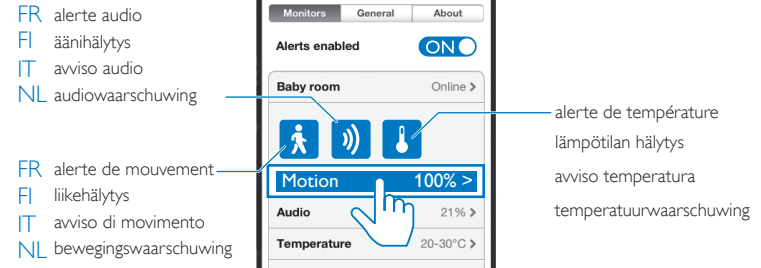 FR alerte audio
FI äänihälytys
IT avviso audio
NL audiowaarschuwing
FR alerte de mouvement
FI liikehälytys
IT avviso di movimento
NL bewegingswaarschuwing
Monitors General About
Alerts enabled ON
Baby room Online >
Motion 100% >
Audio 21% >
Temperature 20-30°C >
alerte de température
lämpötilan hälytys
avviso temperatura
temperatuurwaarschuwing